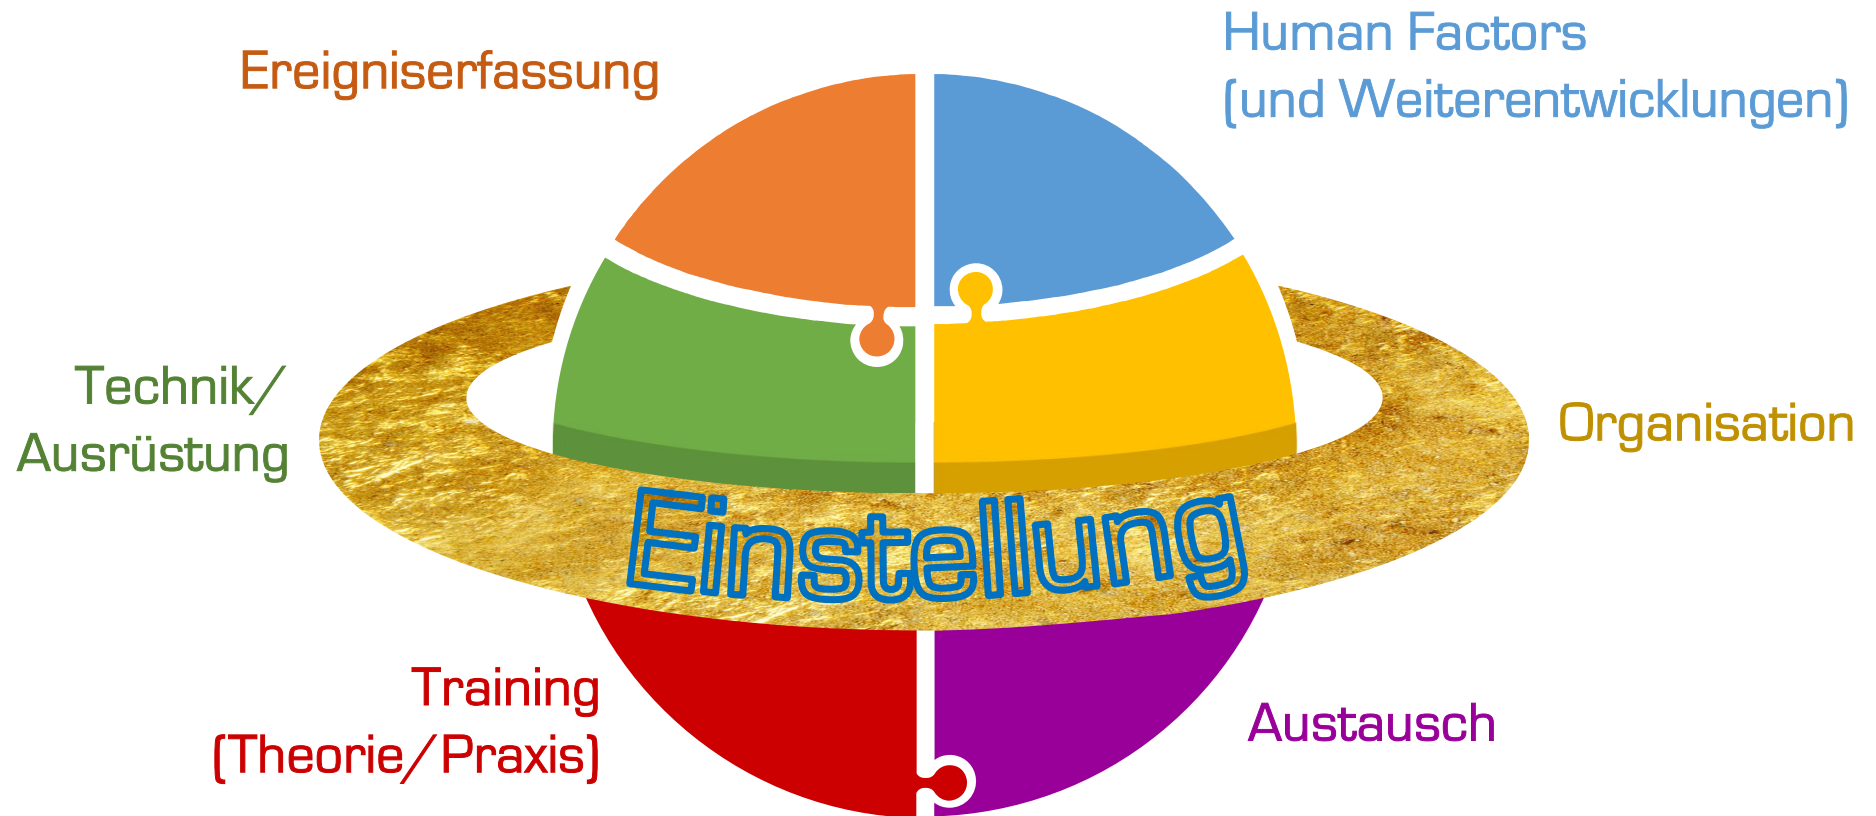 Ereigniserfassung
Human Factors
(und Weiterentwicklungen)
Technik/
Ausrüstung
Organisation
Einstellung
Training
(Theorie/Praxis)
Austausch